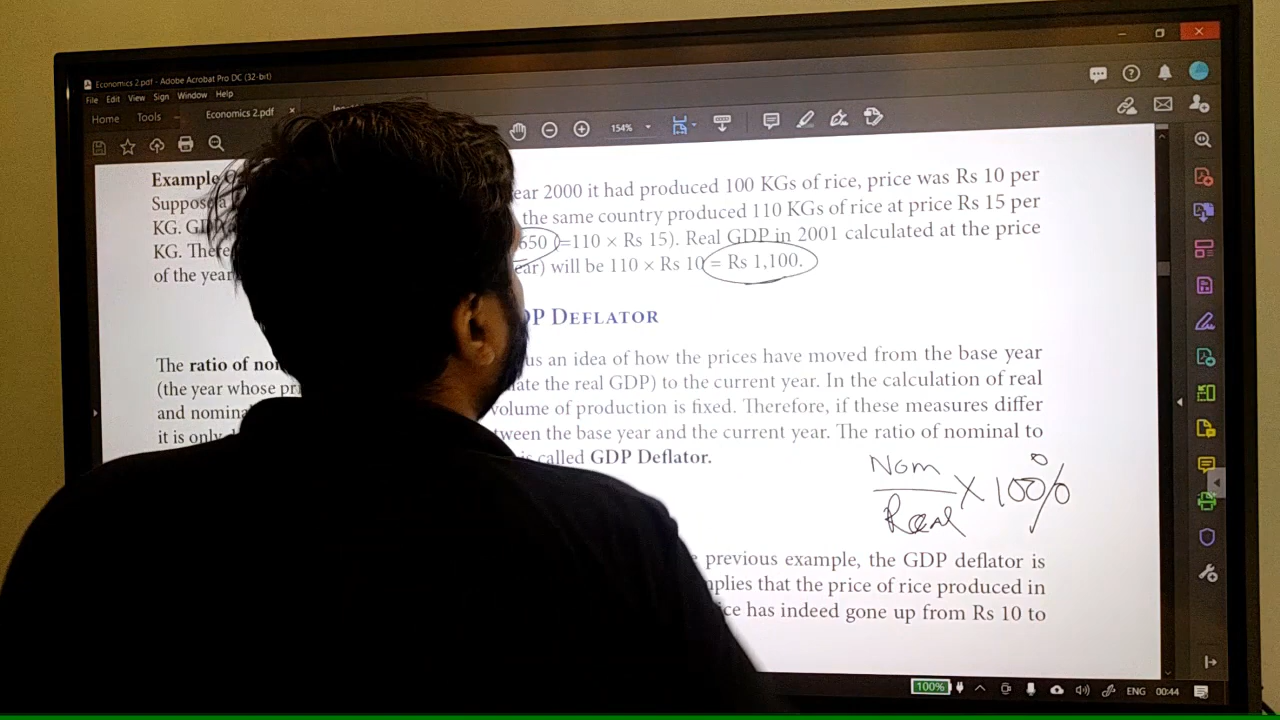 Economics 2.pdf - Adobe Acrobat Pro DC (32-bit)
File Edit View Sign Window Help
Home Tools Economics 2.pdf ×
154%
Example
Suppose a ear 2000 it had produced 100 KGs of rice, price was Rs 10 per
KG. the same country produced 110 KGs of rice at price Rs 15 per
KG. 650 (=110 × Rs 15). Real GDP in 2001 calculated at the price
of the year ear) will be 110 × Rs 10 = Rs 1,100.
DP DEFLATOR
The ratio of us an idea of how the prices have moved from the base year
(the year whose late the real GDP) to the current year. In the calculation of real
and volume of production is fixed. Therefore, if these measures differ
it is only tween the base year and the current year. The ratio of nominal to
is called GDP Deflator.
Nom
Real × 100%
previous example, the GDP deflator is
mplies that the price of rice produced in
ice has indeed gone up from Rs 10 to
100% ENG 00:44